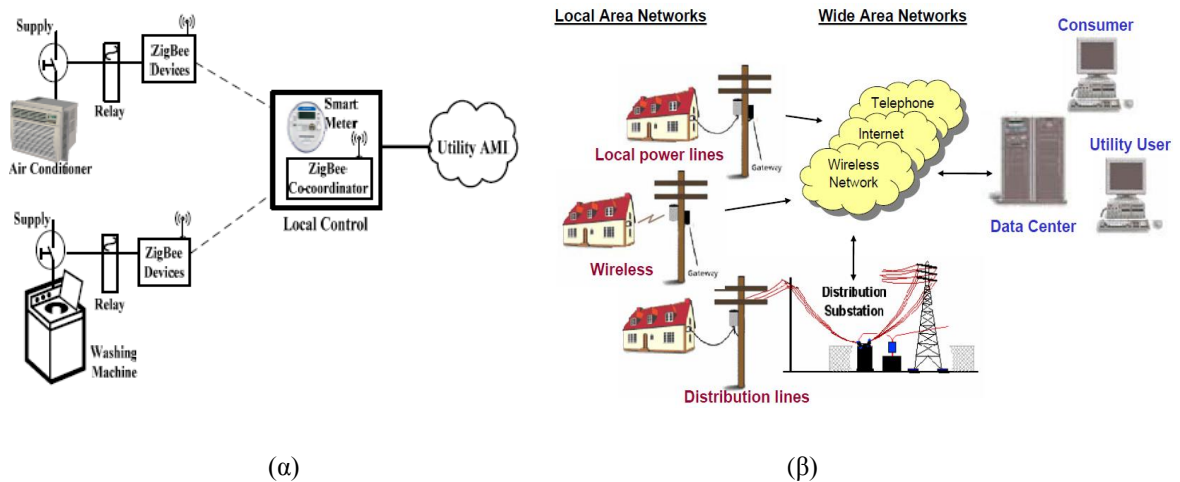 Supply
ZigBee
Devices
Relay
Air Conditioner
Smart
Meter
ZigBee
Co-coordinator
Local Control
Utility AMI
Supply
ZigBee
Devices
Relay
Washing
Machine
(α)
Local Area Networks
Wide Area Networks
Consumer
Local power lines
Gateway
Telephone
Internet
Wireless
Network
Utility User
Data Center
Wireless
Gateway
Distribution
Substation
Distribution lines
(β)